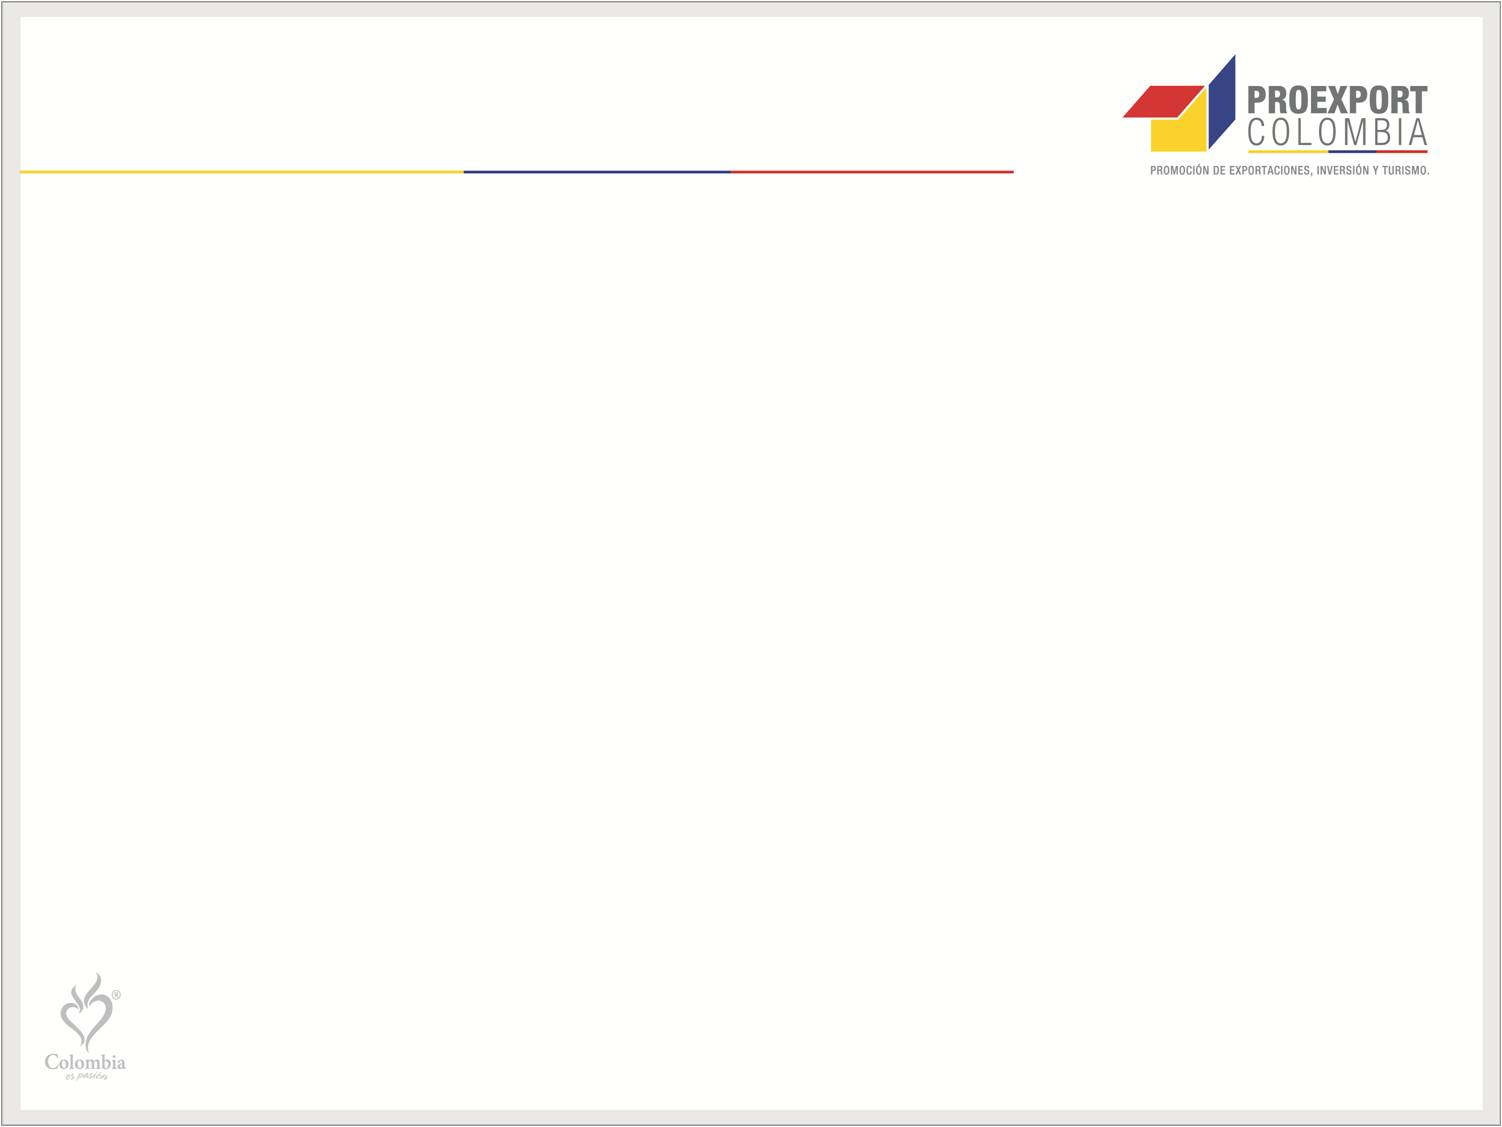 PROEXPORT
COLOMBIA
PROMOCIÓN DE EXPORTACIONES, INVERSIÓN Y TURISMO.
®
Colombia
es pasión